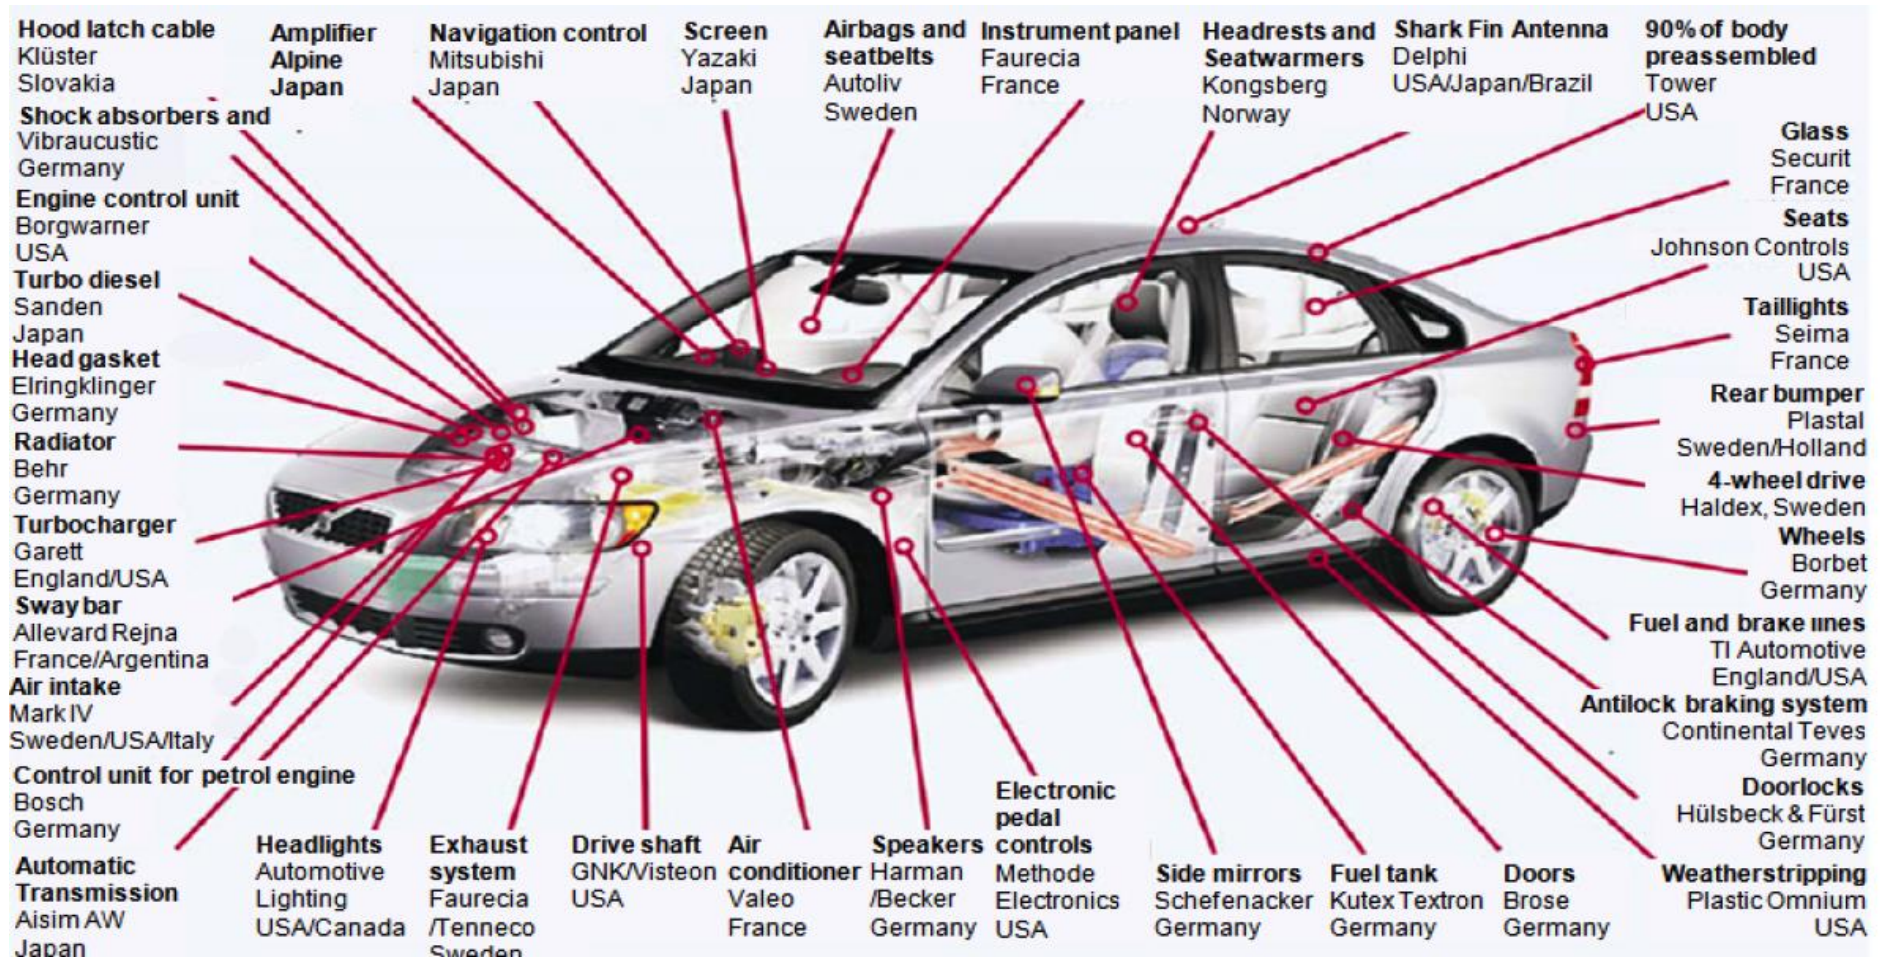 Hood latch cable
Klüster
Slovakia
Amplifier
Alpine
Japan
Navigation control
Mitsubishi
Japan
Screen
Yazaki
Japan
Airbags and
seatbelts
Autoliv
Sweden
Instrument panel
Faurecia
France
Headrests and
Seatwarmers
Kongsberg
Norway
Shark Fin Antenna
Delphi
USA/Japan/Brazil
90% of body
preassembled
Tower
USA
Shock absorbers and
Vibraucustic
Germany
Engine control unit
Borgwarner
USA
Turbo diesel
Sanden
Japan
Head gasket
Elringklinger
Germany
Radiator
Behr
Germany
Turbocharger
Garett
England/USA
Sway bar
Allevard Rejna
France/Argentina
Air intake
Mark IV
Sweden/USA/Italy
Control unit for petrol engine
Bosch
Germany
Automatic
Transmission
Aisim AW
Japan
Glass
Securit
France
Seats
Johnson Controls
USA
Taillights
Seima
France
Rear bumper
Plastal
Sweden/Holland
4-wheel drive
Haldex, Sweden
Wheels
Borbet
Germany
Fuel and brake lines
TI Automotive
England/USA
Antilock braking system
Continental Teves
Germany
Doorlocks
Hülsbeck & Fürst
Germany
Weatherstripping
Plastic Omnium
USA
Headlights
Automotive
Lighting
USA/Canada
Exhaust
system
Faurecia
/Tenneco
Sweden
Drive shaft
GNK/Visteon
USA
Air
conditioner
Valeo
France
Speakers
Harman
/Becker
Germany
Electronic
pedal
controls
Methode
Electronics
USA
Side mirrors
Schefenacker
Germany
Fuel tank
Kutex Textron
Germany
Doors
Brose
Germany